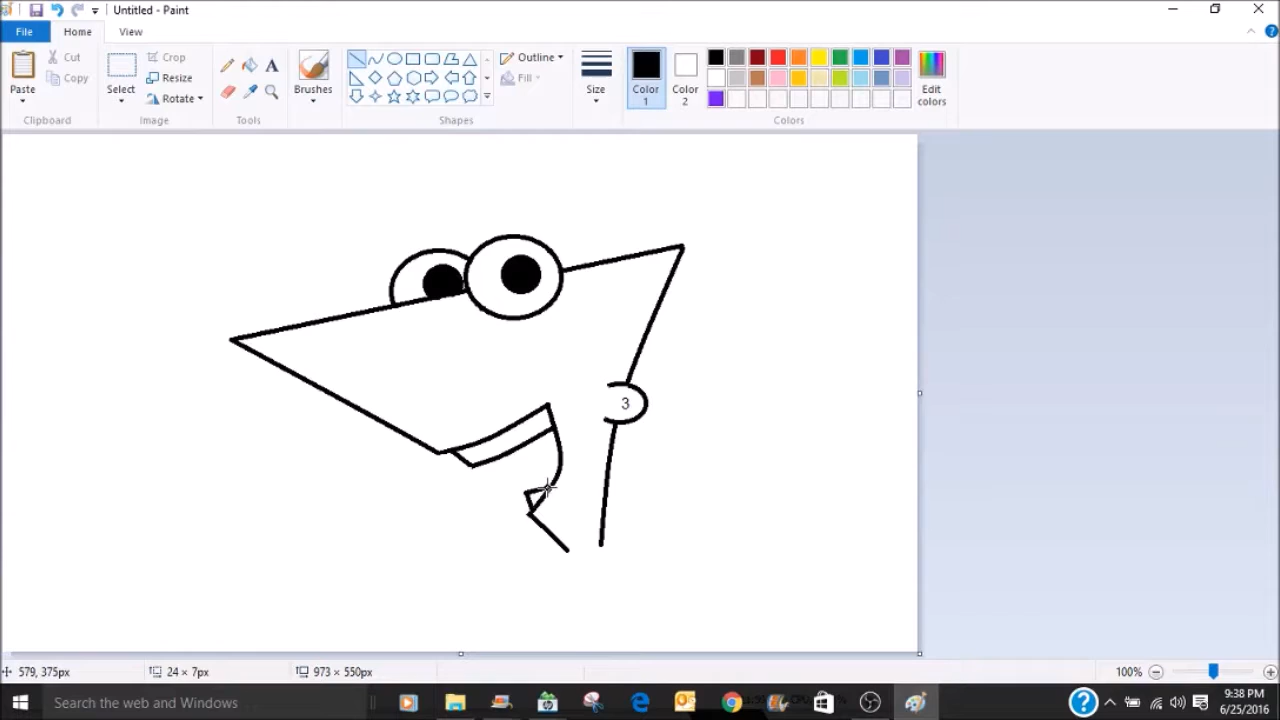 Untitled - Paint
File
Home
View
Paste
Cut
Copy
Clipboard
Select
Crop
Resize
Rotate
Image
A
Tools
Brushes
Outline
Fill
Shapes
Size
Color
1
Color
2
Edit
colors
Colors
3
579, 375px
24 × 7px
973 × 550px
100%
Search the web and Windows
9:38 PM
6/25/2016